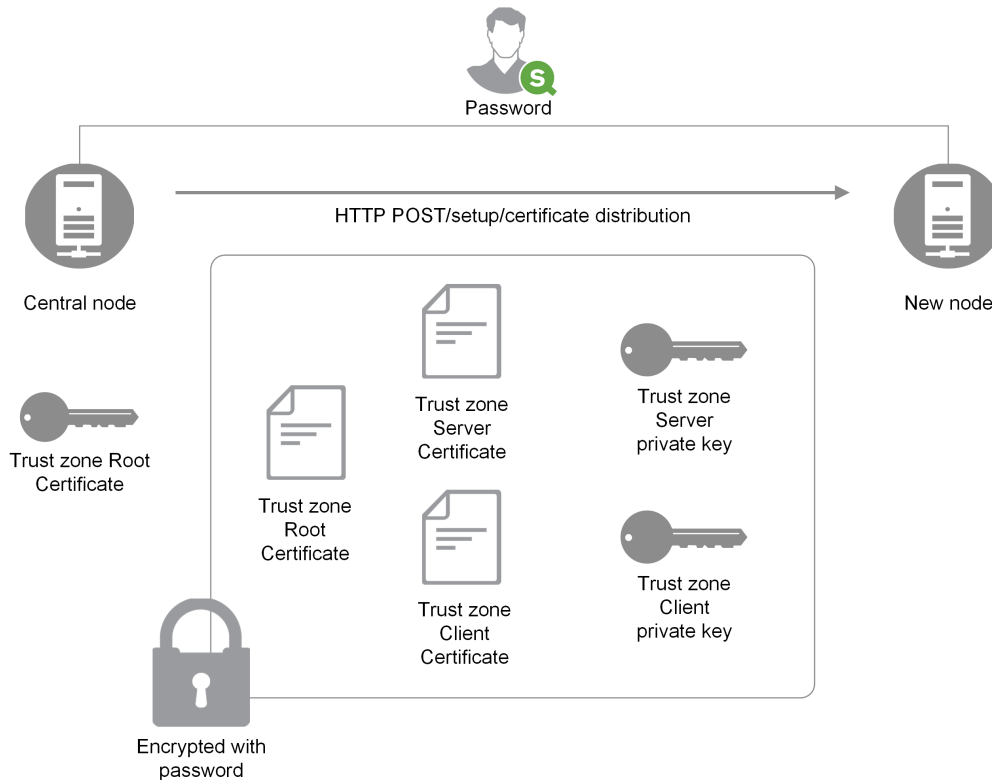 S
Password
HTTP POST/setup/certificate distribution
Central node
New node
Trust zone Root
Certificate
Trust zone
Root
Certificate
Trust zone
Server
Certificate
Trust zone
Server
private key
Trust zone
Client
Certificate
Trust zone
Client
private key
Encrypted with
password